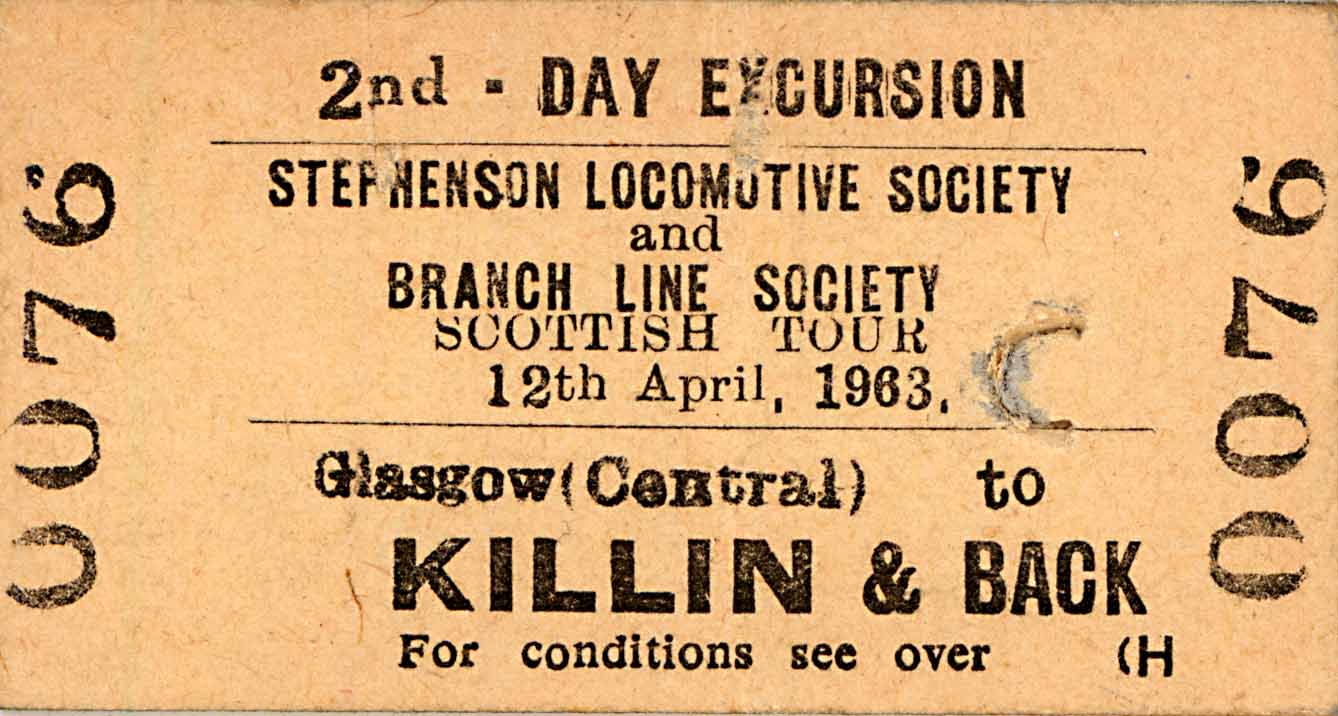 2nd - DAY EXCURSION
STEPHENSON LOCOMOTIVE SOCIETY
and
BRANCH LINE SOCIETY
SCOTTISH TOUR
12th April, 1963.
Glasgow (Central) to
KILLIN & BACK
For conditions see over (H
0076
0076